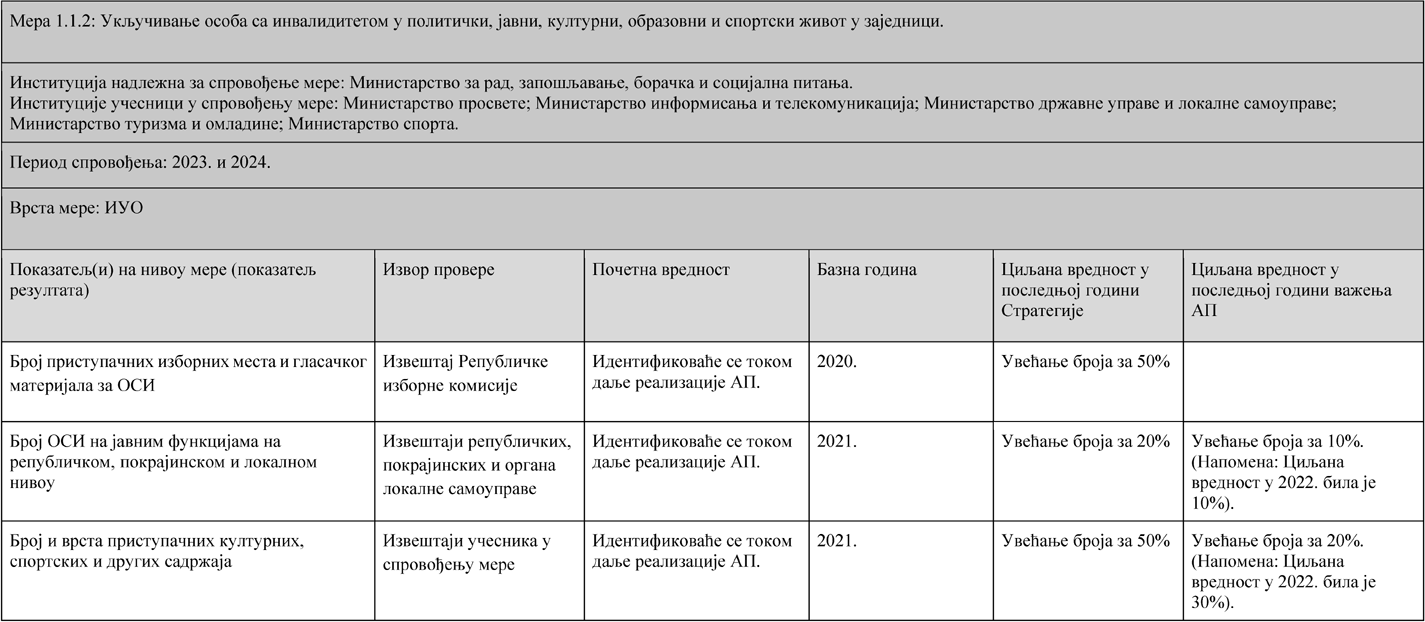 Мера 1.1.2: Укључивање особа са инвалидитетом у политички, јавни, културни, образовни и спортски живот у заједници.
Институција надлежна за спровођење мере: Министарство за рад, запошљавање, борачка и социјална питања.
Институције учесници у спровођењу мере: Министарство просвете; Министарство информисања и телекомуникација; Министарство државне управе и локалне самоуправе;
Министарство туризма и омладине; Министарство спорта.
Период спровођења: 2023. и 2024.
Врста мере: ИУО
Показатељ(и) на нивоу мере (показатељ
резултата)
Извор провере
Почетна вредност
Базна година
Циљана вредност у
последњој години
Стратегије
Циљана вредност у
последњој години важења
АП
Број приступачних изборних места и гласачког
материјала за ОСИ
Извештај Републичке
изборне комисије
Идентификоваће се током
даље реализације АП.
2020.
Увећање броја за 50%
Број ОСИ на јавним функцијама на
републичком, покрајинском и локалном
нивоу
Извештаји републичких,
покрајинских и органа
локалне самоуправе
Идентификоваће се током
даље реализације АП.
2021.
Увећање броја за 20%
Увећање броја за 10%.
(Напомена: Циљана
вредност у 2022. била је
10%).
Број и врста приступачних културних,
спортских и других садржаја
Извештаји учесника у
спровођењу мере
Идентификоваће се током
даље реализације АП.
2021.
Увећање броја за 50%
Увећање броја за 20%.
(Напомена: Циљана
вредност у 2022. била је
30%).